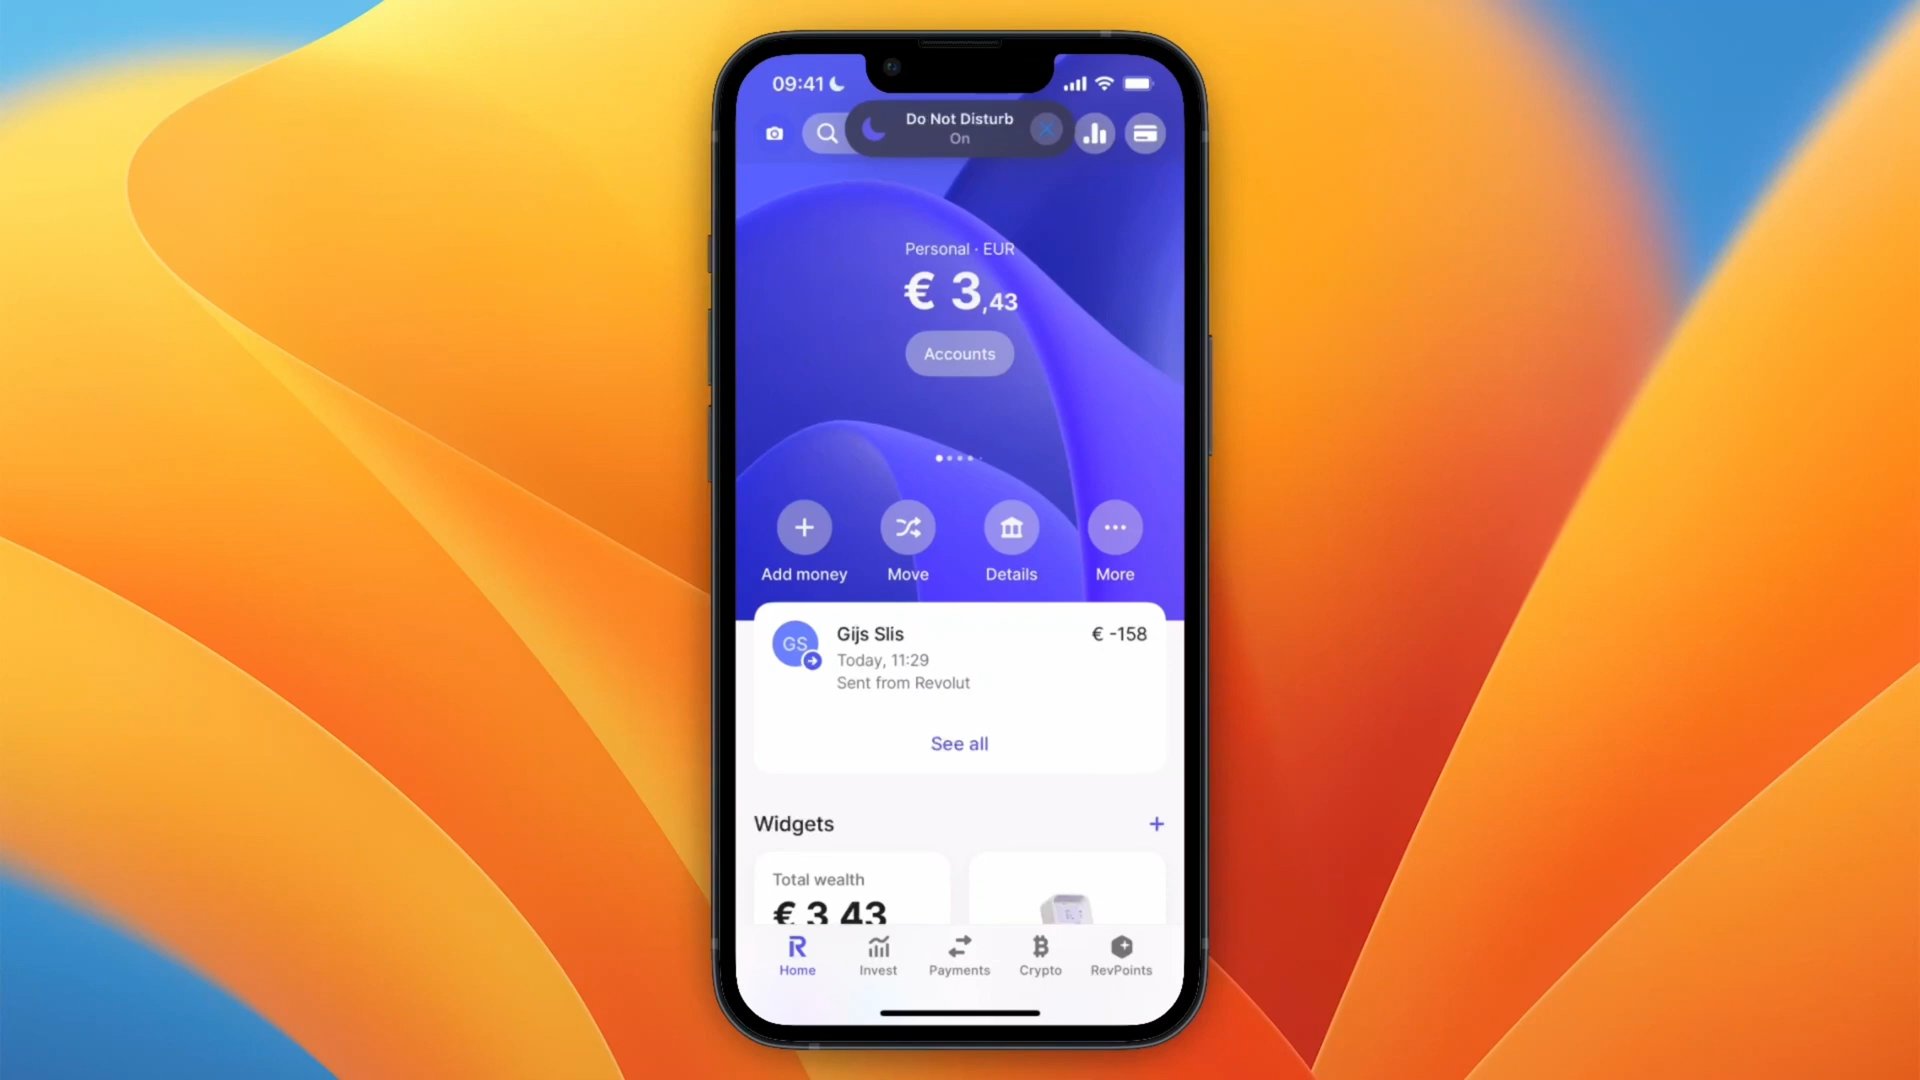 09:41
Do Not Disturb
On
Personal · EUR
€ 3,43
Accounts
Add money
Move
Details
More
GS
Gijs Slis
€ -158
Today, 11:29
Sent from Revolut
See all
Widgets
+
Total wealth
€ 3,43
Home
Invest
Payments
Crypto
RevPoints